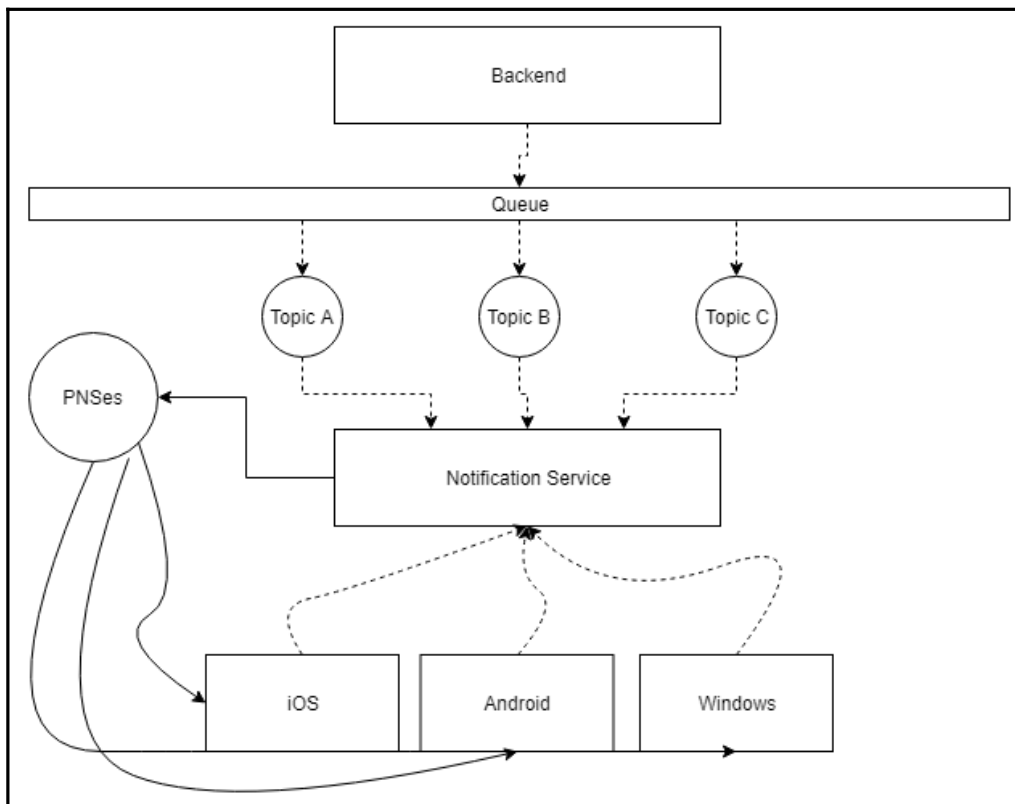 Backend
Queue
Topic A
Topic B
Topic C
PNSes
Notification Service
iOS
Android
Windows